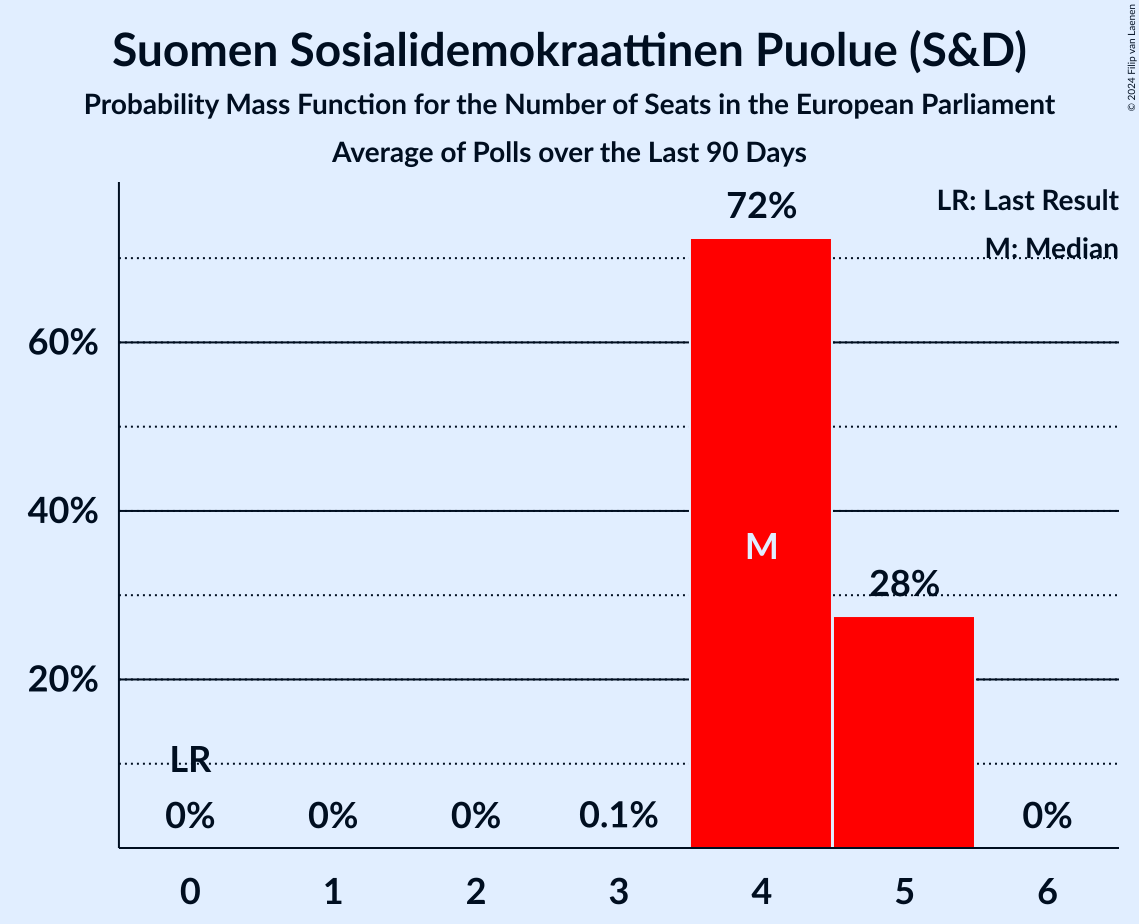 Suomen Sosialidemokraattinen Puolue (S&D)
Probability Mass Function for the Number of Seats in the European Parliament
Average of Polls over the Last 90 Days
© 2024 Filip van Laenen
LR: Last Result
M: Median
72%
60%
40%
20%
M
28%
LR
0% 0% 0% 0.1% 0%
0 1 2 3 4 5 6